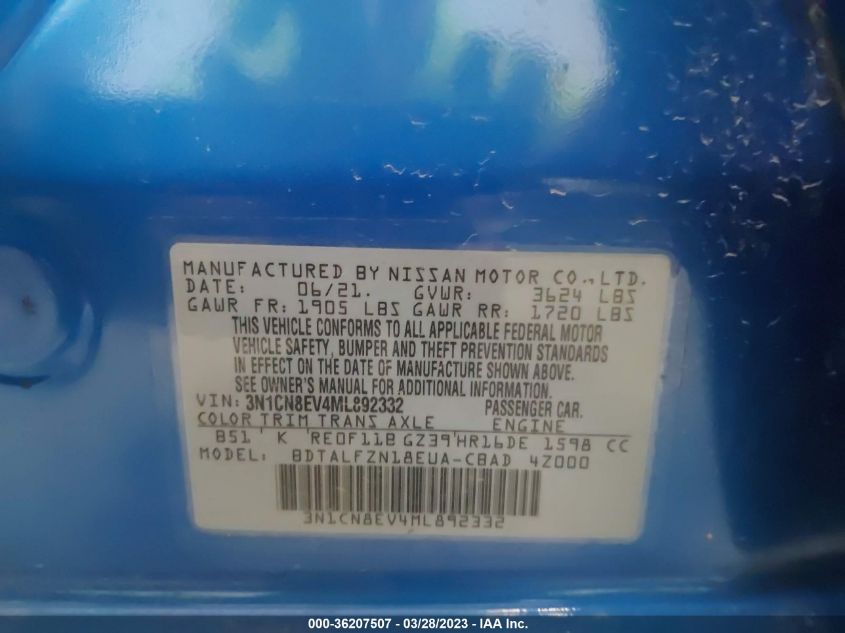 MANUFACTURED BY NISSAN MOTOR CO., LTD.
DATE: 06/21. GVWR: 3624 LBS
GAWR FR: 1905 LBS GAWR RR: 1720 LBS
THIS VEHICLE CONFORMS TO ALL APPLICABLE FEDERAL MOTOR
VEHICLE SAFETY, BUMPER AND THEFT PREVENTION STANDARDS
IN EFFECT ON THE DATE OF MANUFACTURE SHOWN ABOVE.
SEE OWNER'S MANUAL FOR ADDITIONAL INFORMATION.
VIN: 3N1CN8EV4ML892332 PASSENGER CAR.
COLOR TRIM TRANS AXLE ENGINE
B51 K RE0F11B GZ39 HR16DE 1598 CC
MODEL: BDTALFZN18EUA-CBAD 4Z000
3N1CN8EV4ML892332
000-36207507 - 03/28/2023 - IAA Inc.